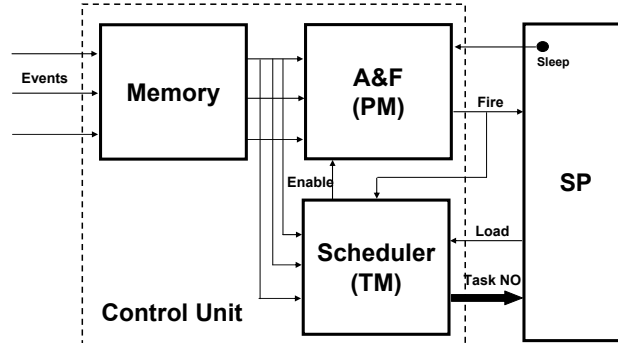 Events
Memory
A&F
(PM)
Sleep
Fire
SP
Enable
Scheduler
(TM)
Load
Task NO
Control Unit